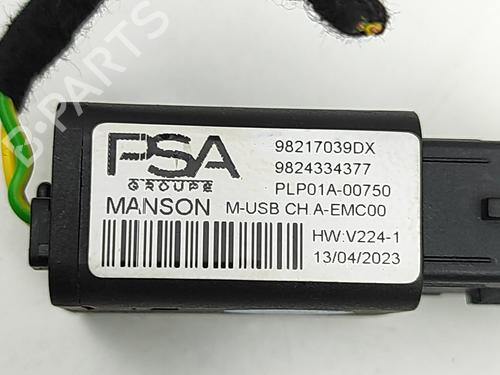 PSA
GROUPE
98217039DX
9824334377
PLP01A-00750
MANSON M-USB CH.A-EMC00
HW:V224-1
13/04/2023
B-PARTS